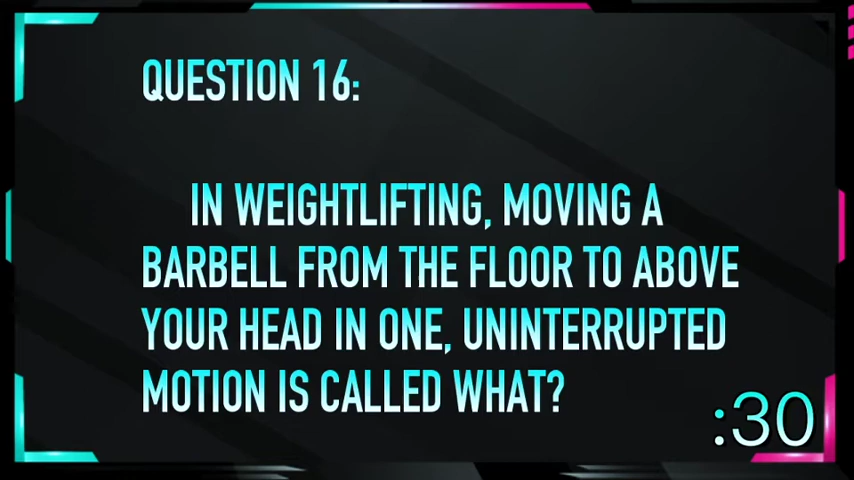 QUESTION 16:
IN WEIGHTLIFTING, MOVING A
BARBELL FROM THE FLOOR TO ABOVE
YOUR HEAD IN ONE, UNINTERRUPTED
MOTION IS CALLED WHAT?
:30